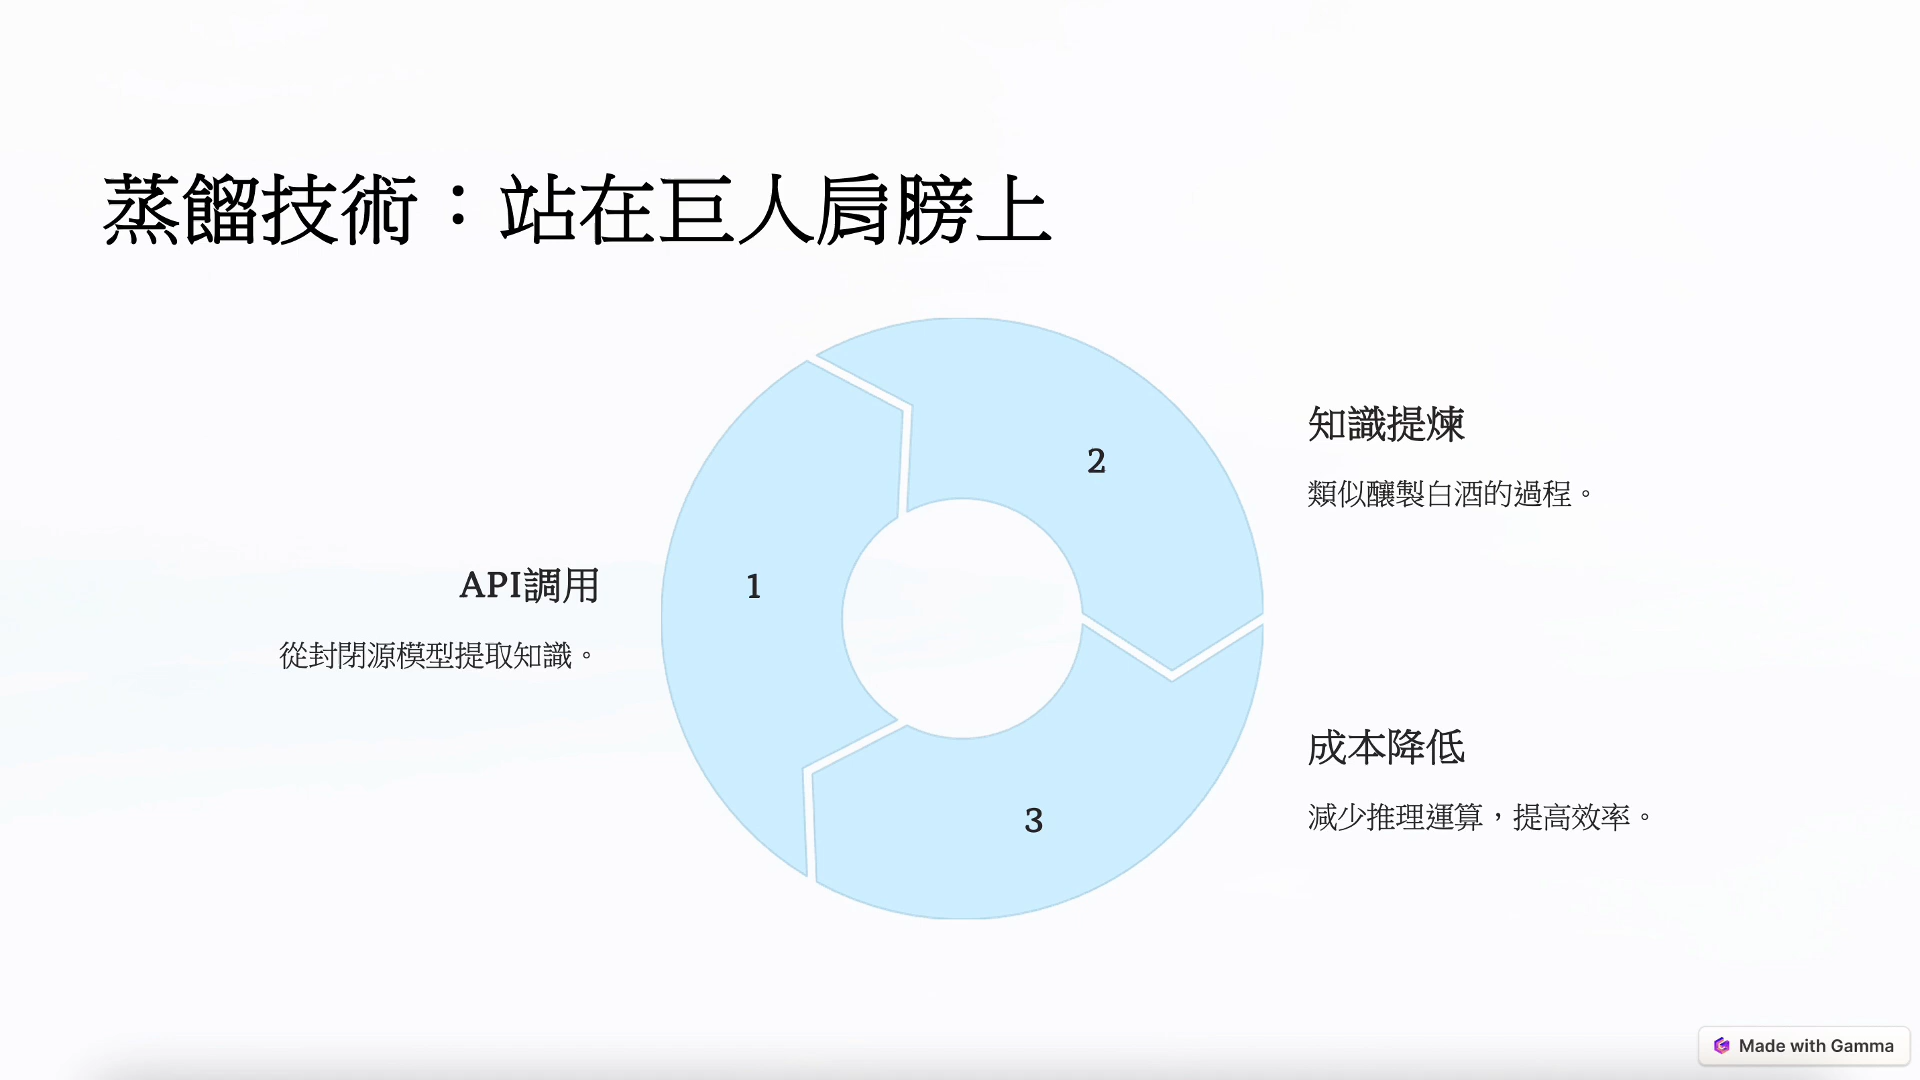 蒸餾技術：站在巨人肩膀上
1
API調用
從封閉源模型提取知識。
2
知識提煉
類似釀製白酒的過程。
3
成本降低
減少推理運算，提高效率。
Made with Gamma